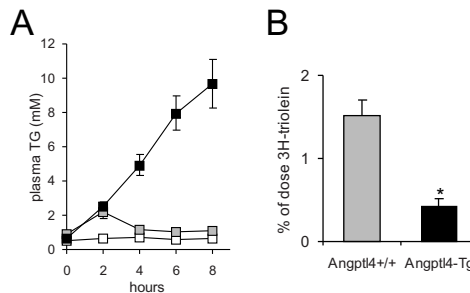 A
plasma TG (mM)
12
10
8
6
4
2
0
0 2 4 6 8
hours
B
% of dose 3H-triolein
2
1
0
*
Angptl4+/+ Angptl4-Tg